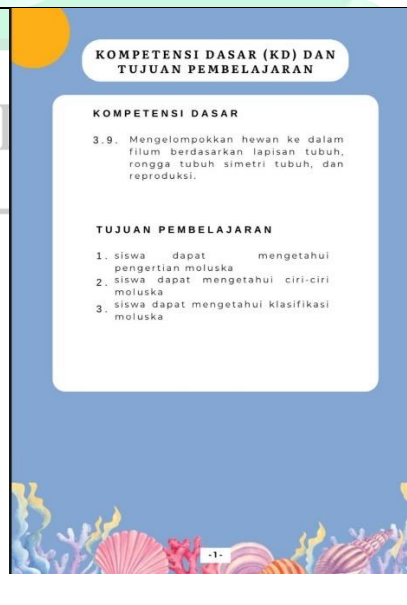 KOMPETENSI DASAR (KD) DAN
TUJUAN PEMBELAJARAN
KOMPETENSI DASAR
3.9. Mengelompokkan hewan ke dalam
filum berdasarkan lapisan tubuh,
rongga tubuh simetri tubuh, dan
reproduksi.
TUJUAN PEMBELAJARAN
1. siswa dapat mengetahui
pengertian moluska
2. siswa dapat mengetahui ciri-ciri
moluska
3. siswa dapat mengetahui klasifikasi
moluska
-1-